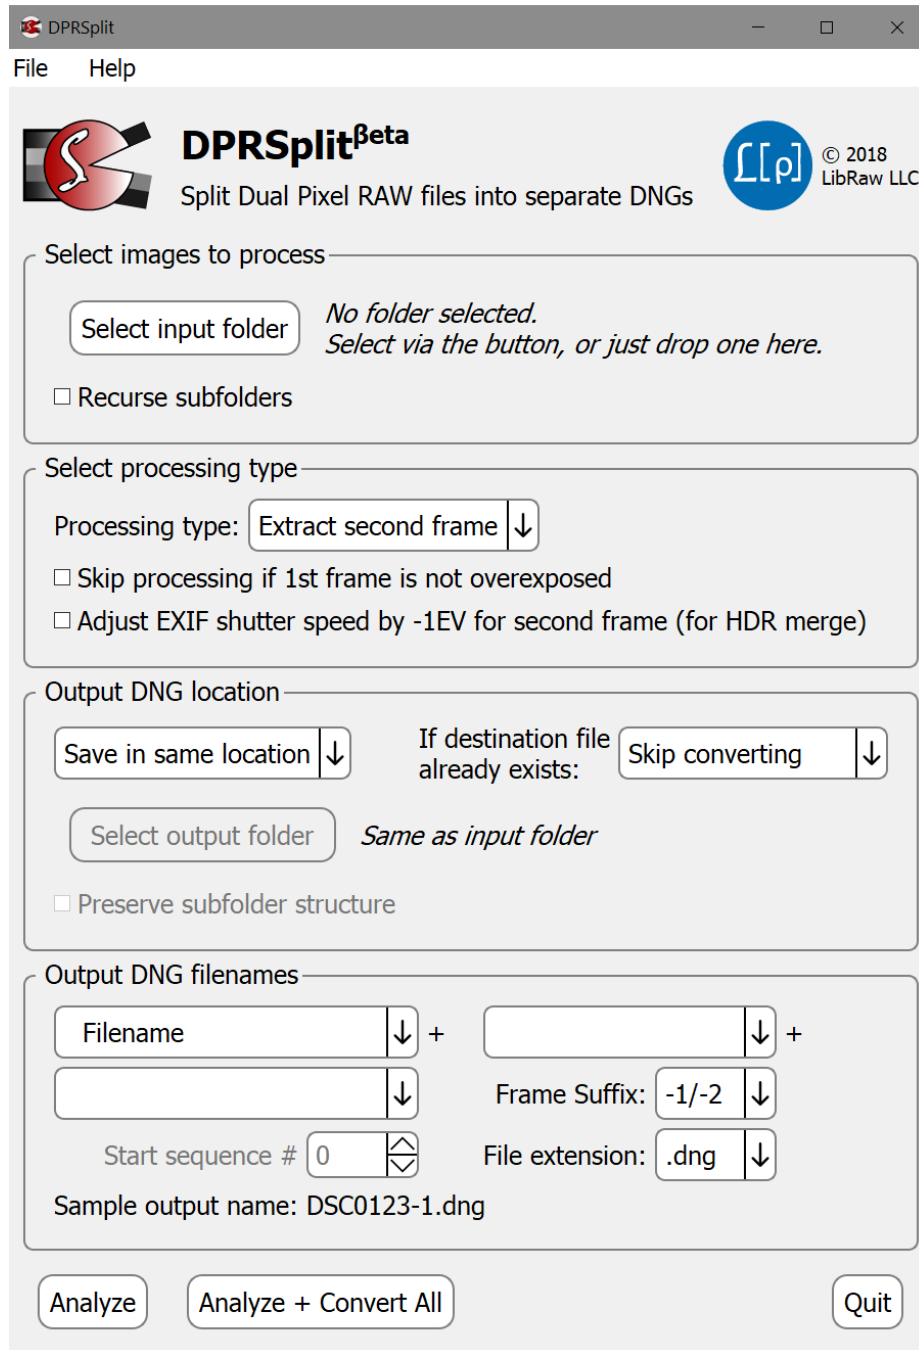 DPRSplit
File Help
DPRSplitβeta
Split Dual Pixel RAW files into separate DNGs
© 2018
LibRaw LLC
Select images to process
Select input folder
No folder selected.
Select via the button, or just drop one here.
Recurse subfolders
Select processing type
Processing type: Extract second frame
Skip processing if 1st frame is not overexposed
Adjust EXIF shutter speed by -1EV for second frame (for HDR merge)
Output DNG location
Save in same location
If destination file
already exists:
Skip converting
Select output folder
Same as input folder
Preserve subfolder structure
Output DNG filenames
Filename + +
Frame Suffix: -1/-2
Start sequence # 0
File extension: .dng
Sample output name: DSC0123-1.dng
Analyze
Analyze + Convert All
Quit